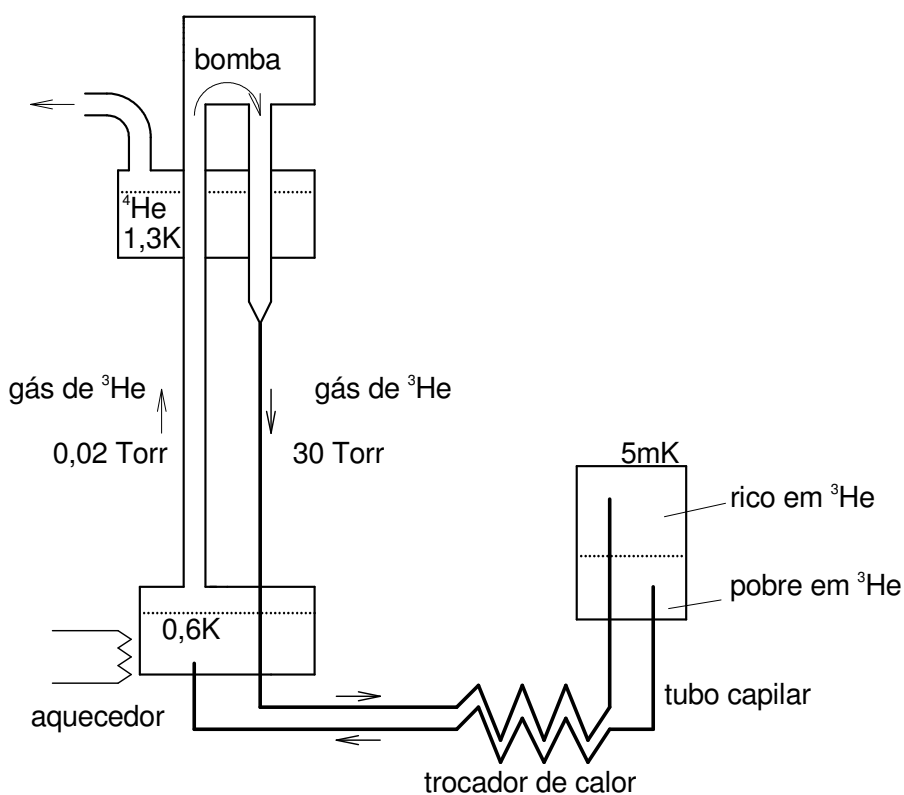 bomba
⁴He
1,3K
gás de ³He
gás de ³He
0,02 Torr
30 Torr
5mK
rico em ³He
pobre em ³He
0,6K
tubo capilar
aquecedor
trocador de calor